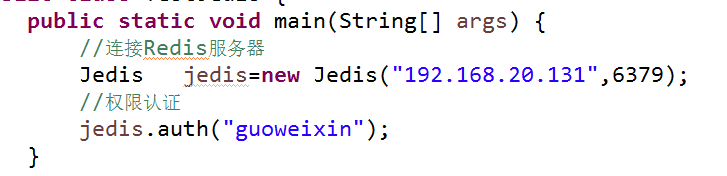 public static void main(String[] args) {
//连接Redis服务器
Jedis   jedis=new Jedis("192.168.20.131",6379);
//权限认证
jedis.auth("guoweixin");
}